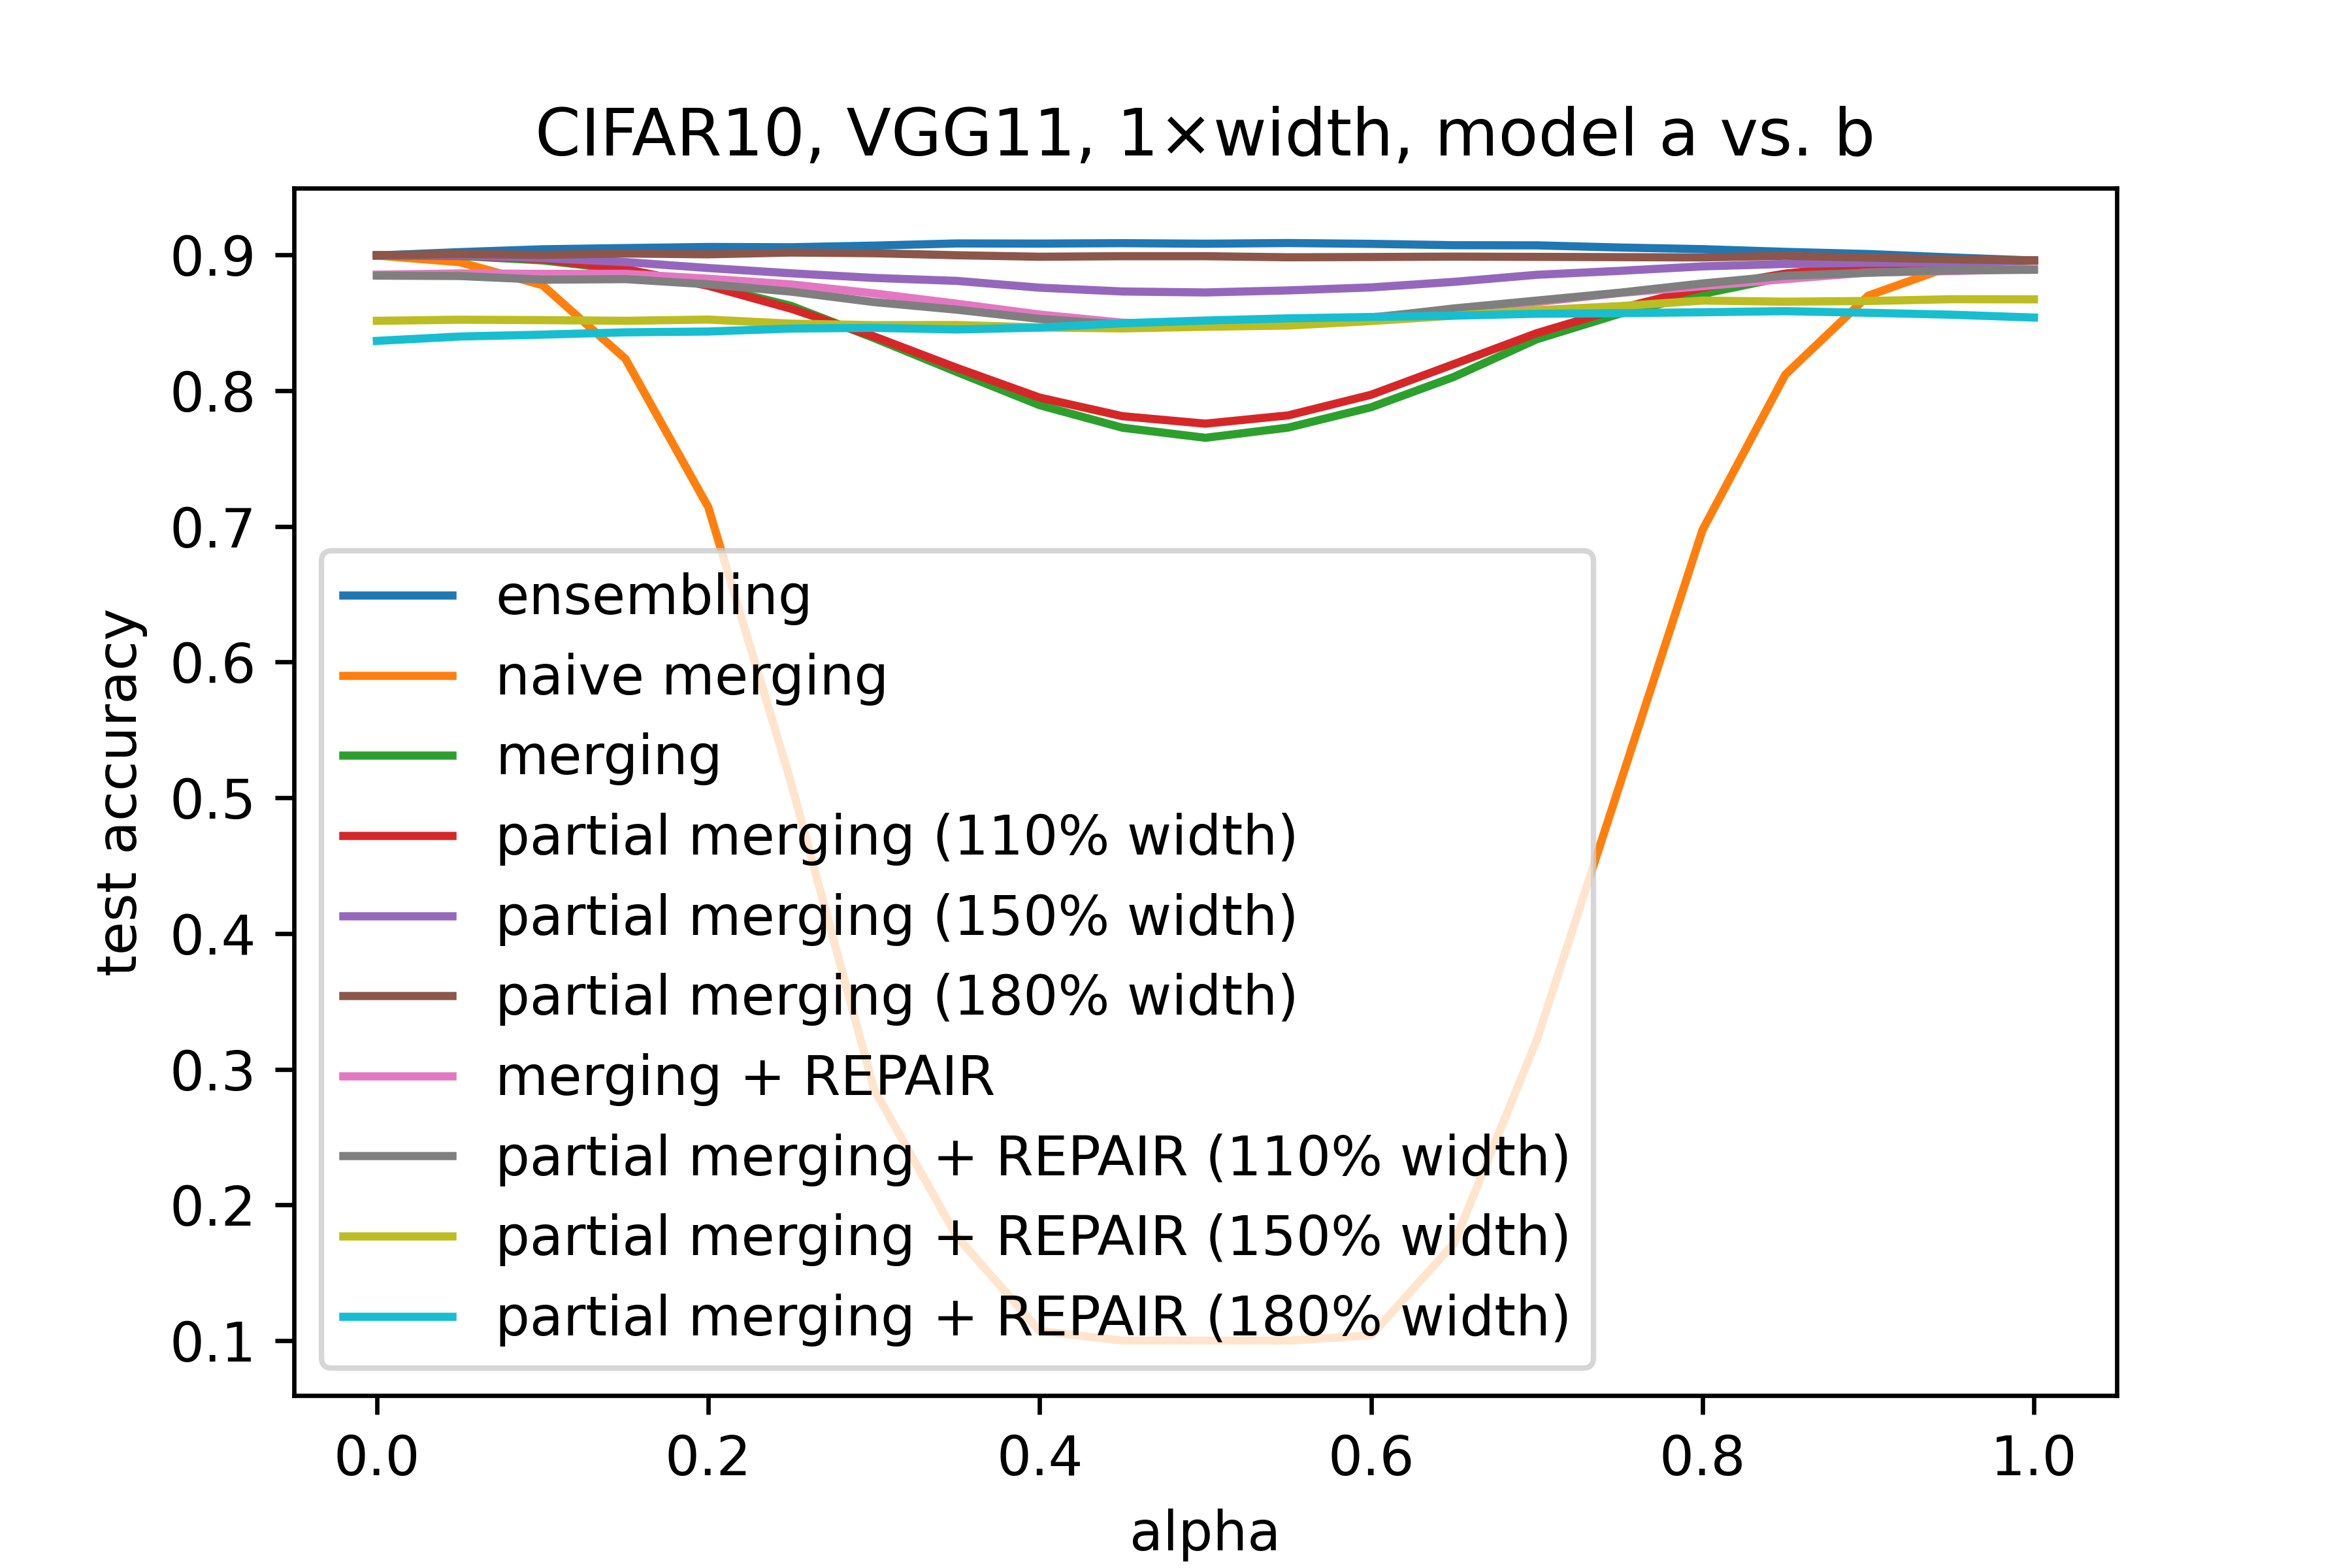 CIFAR10, VGG11, 1×width, model a vs. b
test accuracy
0.9
0.8
0.7
0.6
0.5
0.4
0.3
0.2
0.1
ensembling
naive merging
merging
partial merging (110% width)
partial merging (150% width)
partial merging (180% width)
merging + REPAIR
partial merging + REPAIR (110% width)
partial merging + REPAIR (150% width)
partial merging + REPAIR (180% width)
0.0 0.2 0.4 0.6 0.8 1.0
alpha